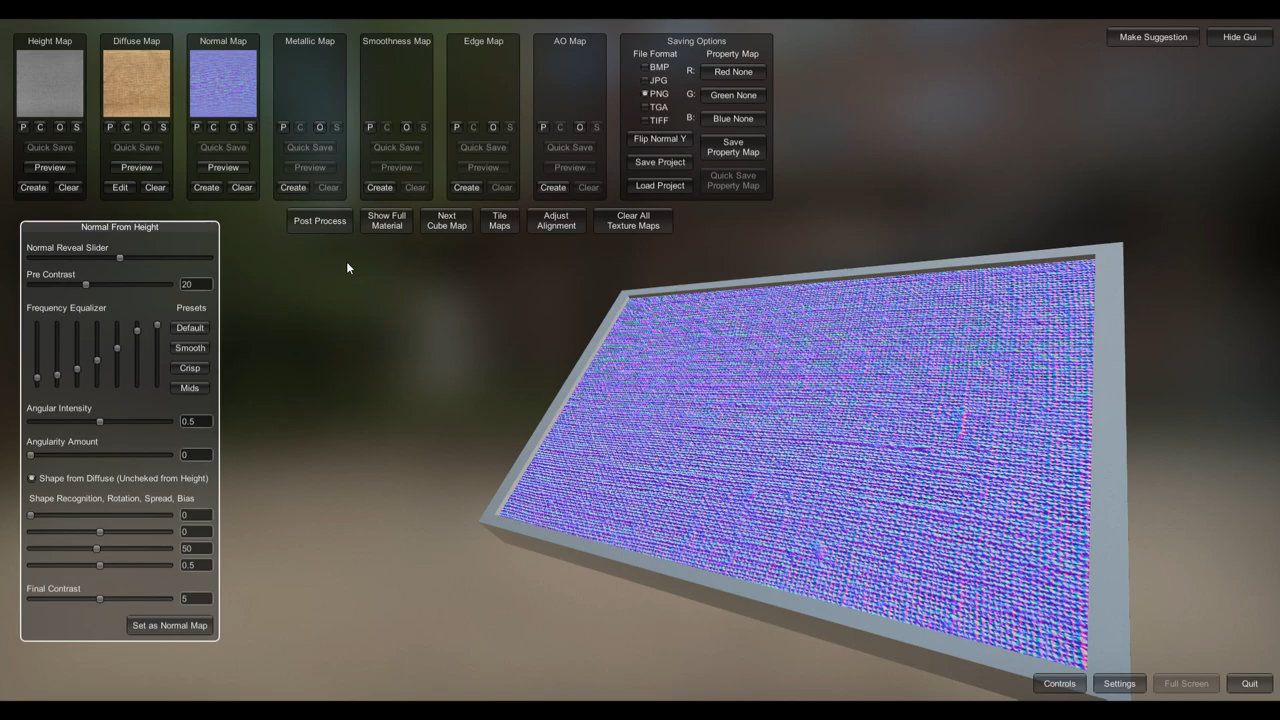 Height Map
Diffuse Map
Normal Map
Metallic Map
Smoothness Map
Edge Map
AO Map
Saving Options
Make Suggestion
Hide Gui
File Format
Property Map
BMP
JPG
PNG
TGA
TIFF
R:
Red None
G:
Green None
B:
Blue None
P C O S
P C O S
P C O S
P C O S
P C O S
P C O S
P C O S
Quick Save
Quick Save
Quick Save
Quick Save
Quick Save
Quick Save
Quick Save
Flip Normal Y
Save
Property Map
Preview
Preview
Preview
Preview
Preview
Preview
Preview
Save Project
Create Clear
Edit Clear
Create Clear
Create Clear
Create Clear
Create Clear
Create Clear
Load Project
Quick Save
Property Map
Post Process
Show Full
Material
Next
Cube Map
Tile
Maps
Adjust
Alignment
Clear All
Texture Maps
Normal From Height
Normal Reveal Slider
Pre Contrast
20
Frequency Equalizer
Presets
Default
Smooth
Crisp
Mids
Angular Intensity
0.5
Angularity Amount
0
Shape from Diffuse (Uncheked from Height)
Shape Recognition, Rotation, Spread, Bias
0
0
50
0.5
Final Contrast
5
Set as Normal Map
Controls
Settings
Full Screen
Quit